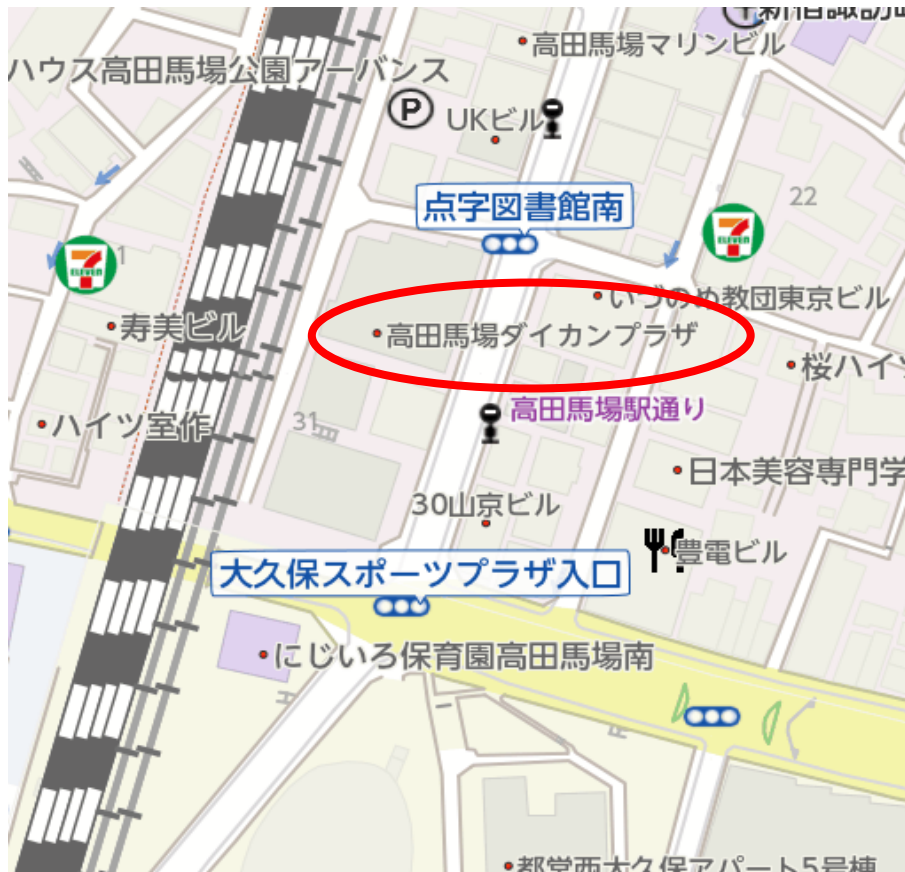 高田馬場マリンビル
ハウス高田馬場公園アーバンス
P
UKビル
22
点字図書館南
7
ELEVEN
7
ELEVEN
1
いづのめ教団東京ビル
寿美ビル
高田馬場ダイカンプラザ
桜ハイツ
31
高田馬場駅通り
ハイツ室作
日本美容専門学
30山京ビル
豊電ビル
大久保スポーツプラザ入口
にじいろ保育園高田馬場南
都営西大久保アパート5号棟